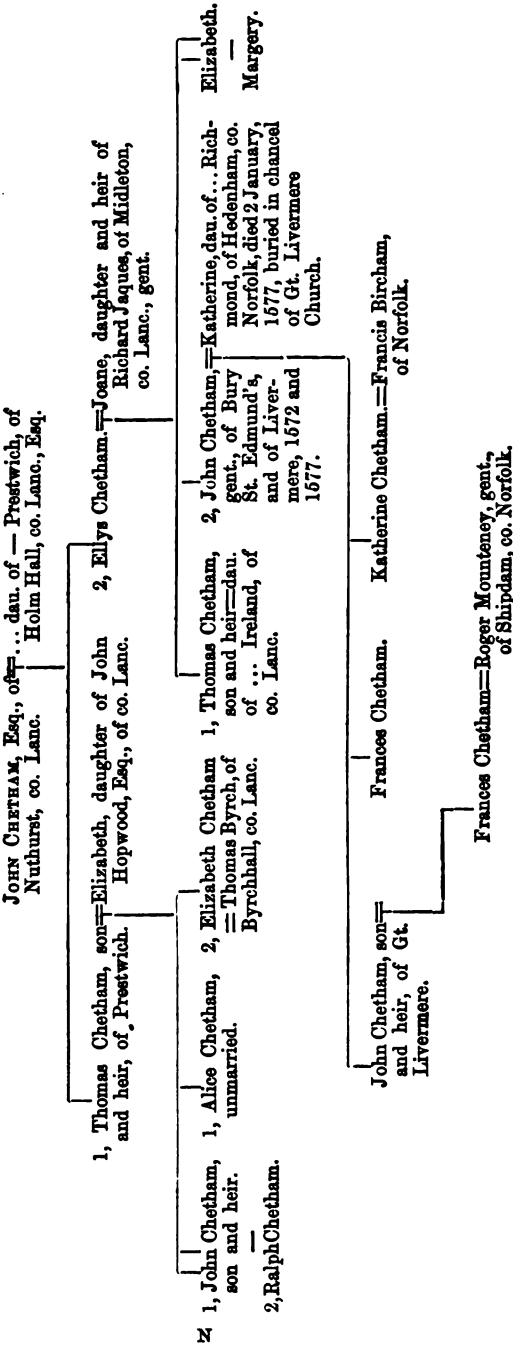 JOHN CHETHAM, Esq., of=... dau. of — Prestwich, of
Nuthurst, co. Lanc.
Holm Hall, co. Lanc., Esq.
1, Thomas Chetham, son=Elizabeth, daughter of John
and heir, of Prestwich.
Hopwood, Esq., of co. Lanc.
2, Ellys Chetham.=Joane, daughter and heir of
Richard Jaques, of Midleton,
co. Lanc., gent.
1, John Chetham,
son and heir.
—
2, Ralph Chetham.
1, Alice Chetham,
unmarried.
2, Elizabeth Chetham
=Thomas Byrch, of
Byrchhall, co. Lanc.
1, Thomas Chetham,
son and heir=dau.
of ... Ireland, of
co. Lanc.
2, John Chetham,=Katherine, dau. of ... Rich-
gent., of Bury
St. Edmund's,
and of Liver-
mere, 1572 and
1577.
mond, of Hedenham, co.
Norfolk, died 2 January,
1577, buried in chancel
of Gt. Livermere
Church.
Elizabeth.
—
Margery.
John Chetham, son=
and heir, of Gt.
Livermere.
Frances Chetham.
Katherine Chetham.=Francis Bircham,
of Norfolk.
Frances Chetham=Roger Mounteney, gent.,
of Shipdam, co. Norfolk.
N